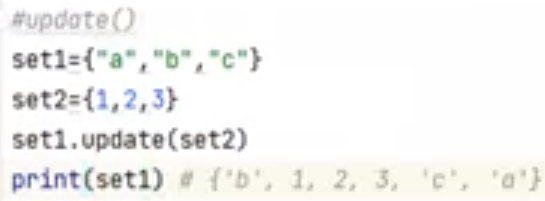 #update()
set1={"a","b","c"}
set2={1,2,3}
set1.update(set2)
print(set1) # {'b', 1, 2, 3, 'c', 'a'}